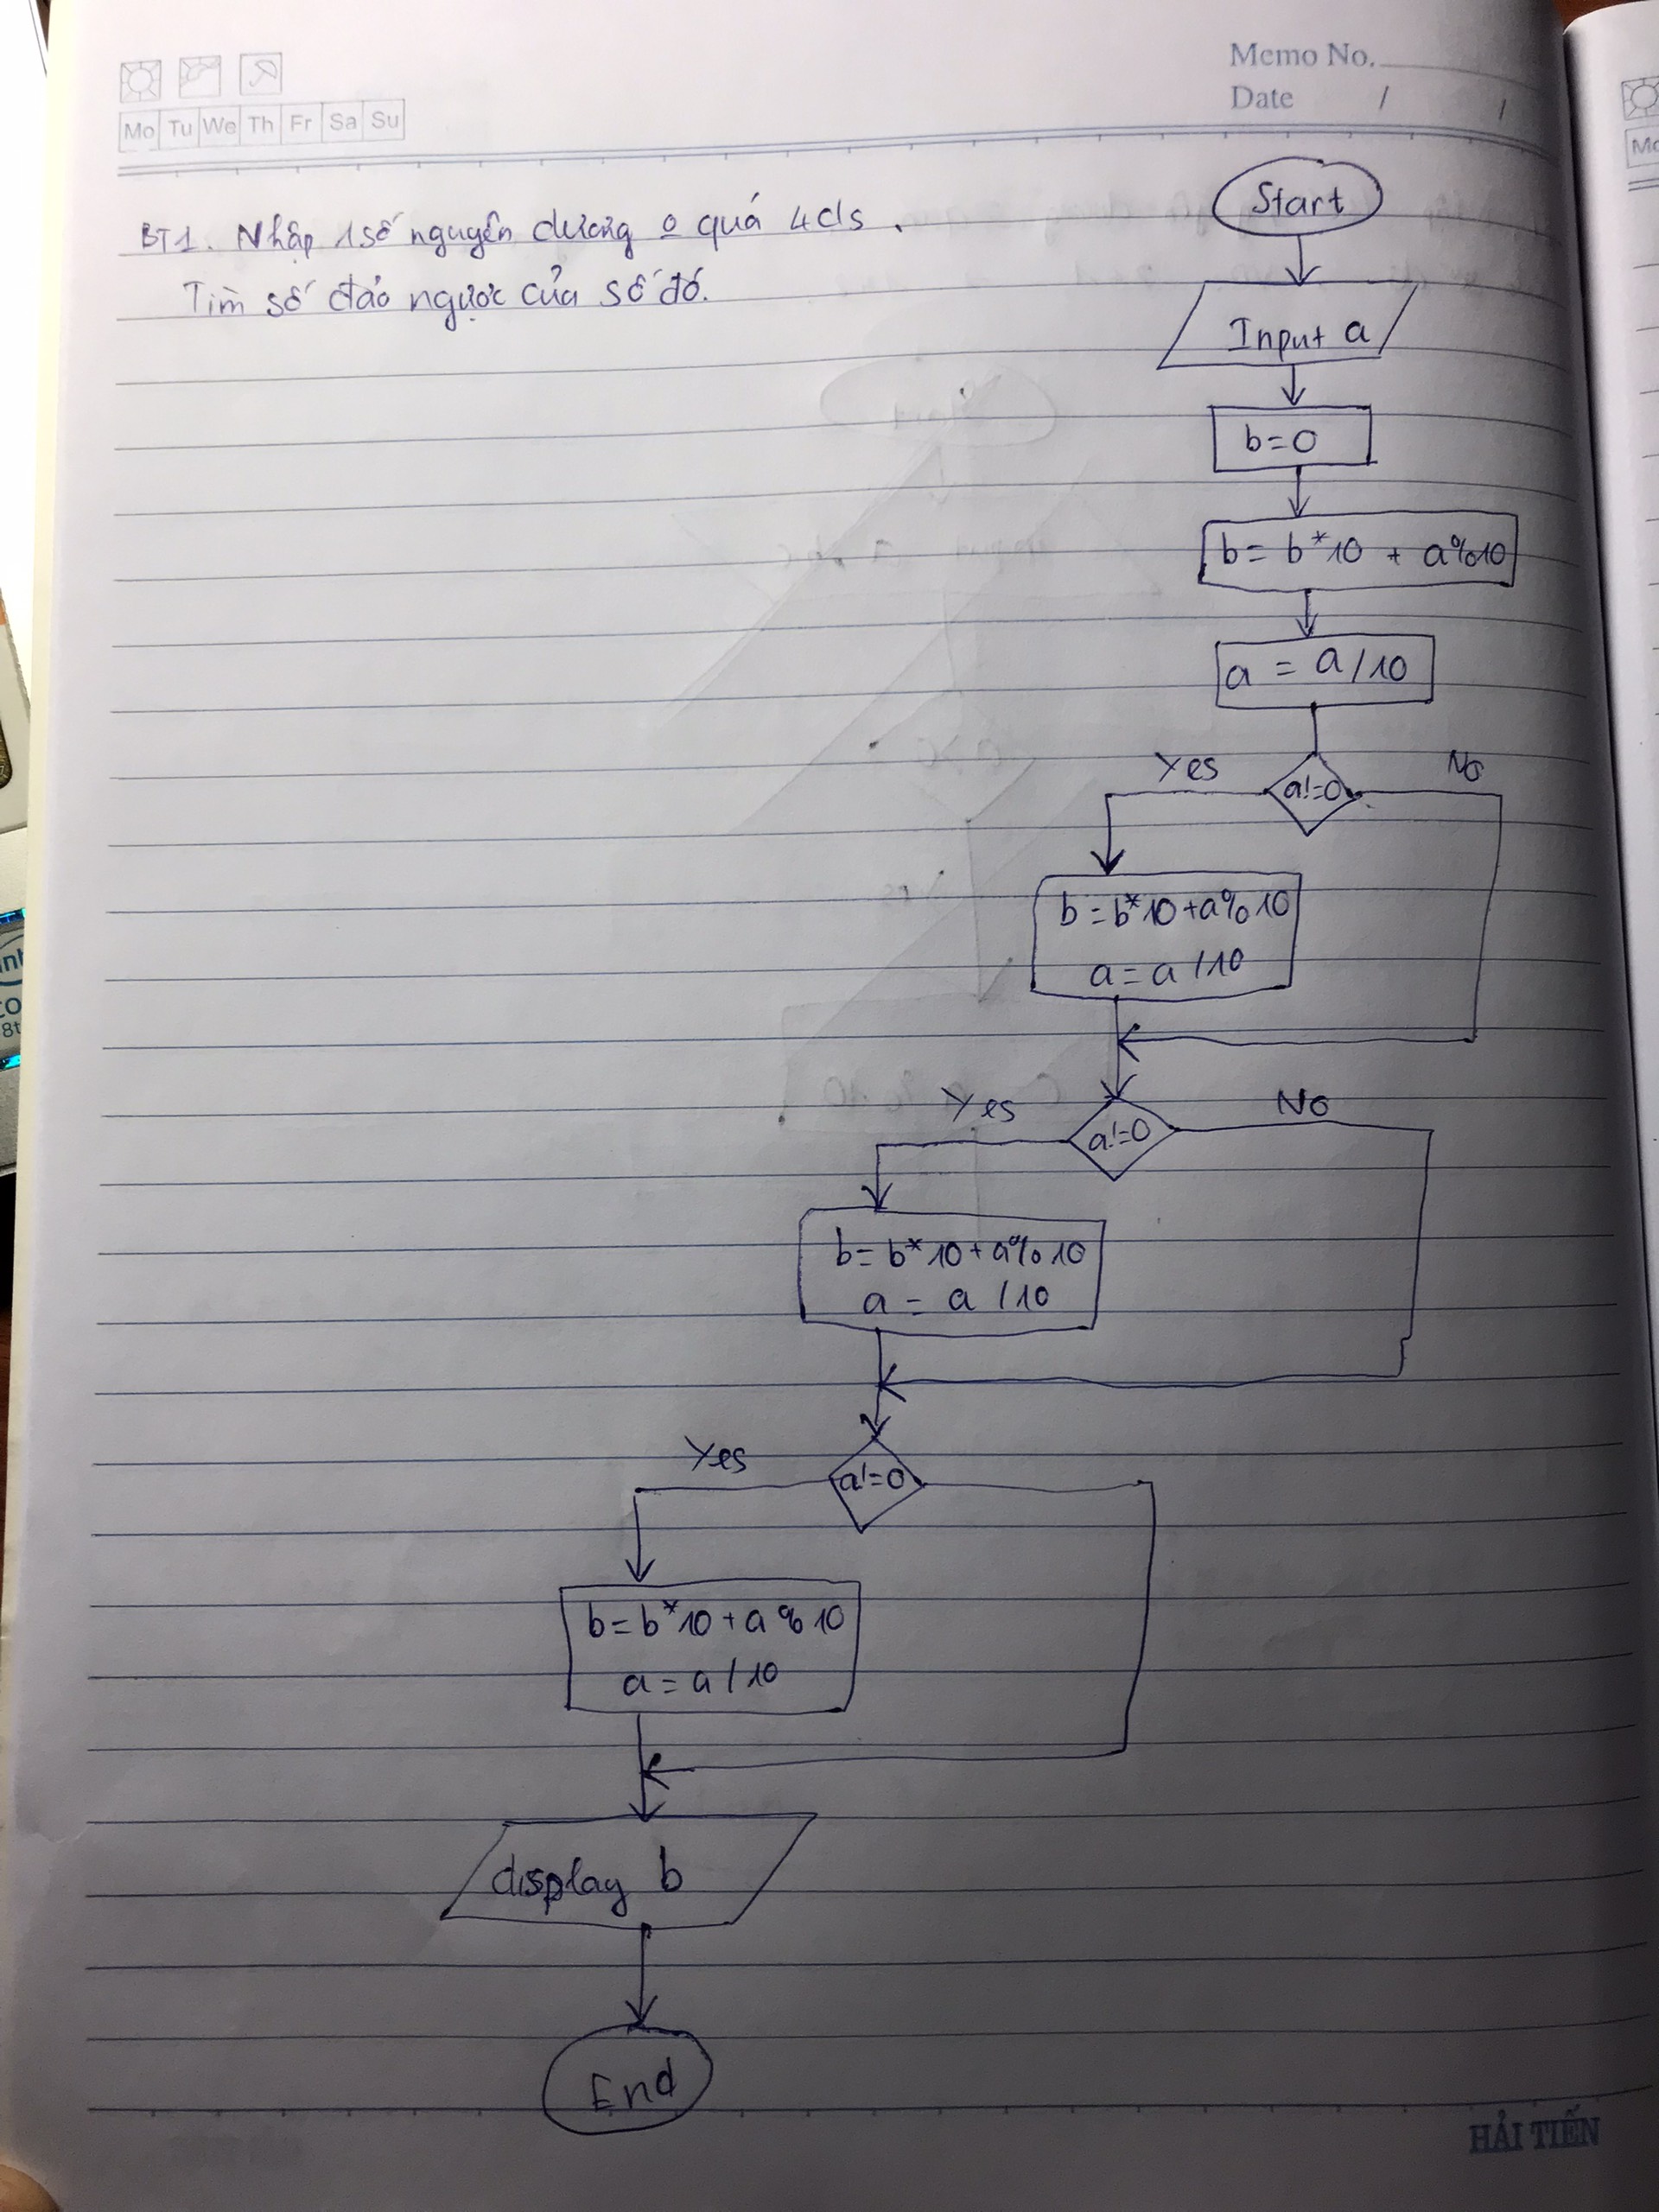 Memo No.
Date / /
Mo Tu We Th Fr Sa Su
BT1. Nhập 1 số nguyên dương o quá 4 cls.
Tìm số đảo ngược của số đó.
Start
Input a
b=0
b= b*10 + a%10
a = a/10
a!=0
Yes
No
b=b*10+a%10
a=a/10
a!=0
Yes
No
b=b*10+a%10
a=a/10
a!=0
Yes
b=b*10+a%10
a=a/10
display b
End
HẢI TIẾN